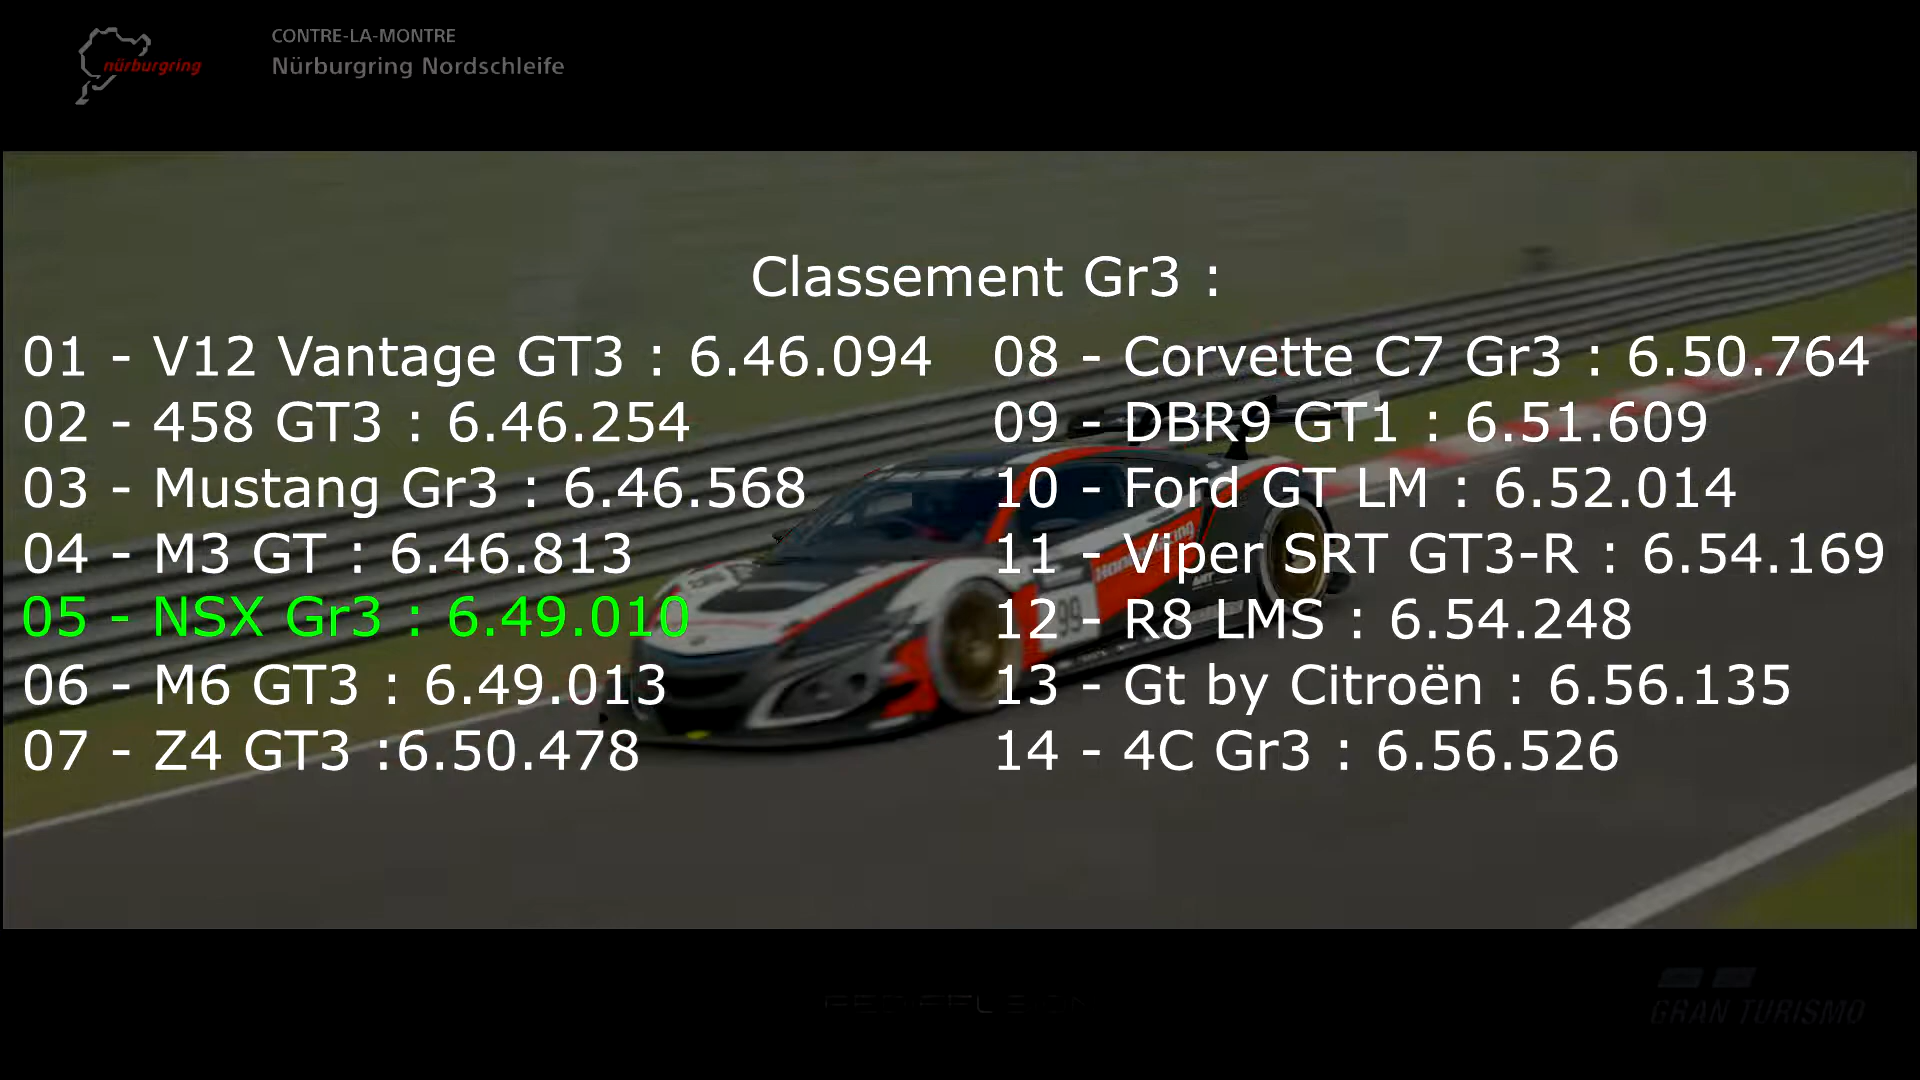 nürburgring
CONTRE-LA-MONTRE
Nürburgring Nordschleife
Classement Gr3 :
01 - V12 Vantage GT3 : 6.46.094
02 - 458 GT3 : 6.46.254
03 - Mustang Gr3 : 6.46.568
04 - M3 GT : 6.46.813
05 - NSX Gr3 : 6.49.010
06 - M6 GT3 : 6.49.013
07 - Z4 GT3 :6.50.478
08 - Corvette C7 Gr3 : 6.50.764
09 - DBR9 GT1 : 6.51.609
10 - Ford GT LM : 6.52.014
11 - Viper SRT GT3-R : 6.54.169
12 - R8 LMS : 6.54.248
13 - Gt by Citroën : 6.56.135
14 - 4C Gr3 : 6.56.526
99
GRAN TURISMO